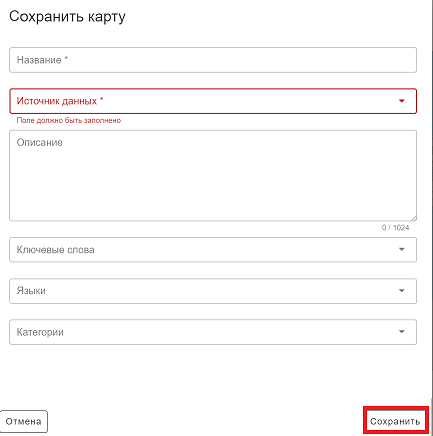 Сохранить карту
Название *
Источник данных *
Поле должно быть заполнено
Описание
0 / 1024
Ключевые слова
Языки
Категории
Отмена
Сохранить